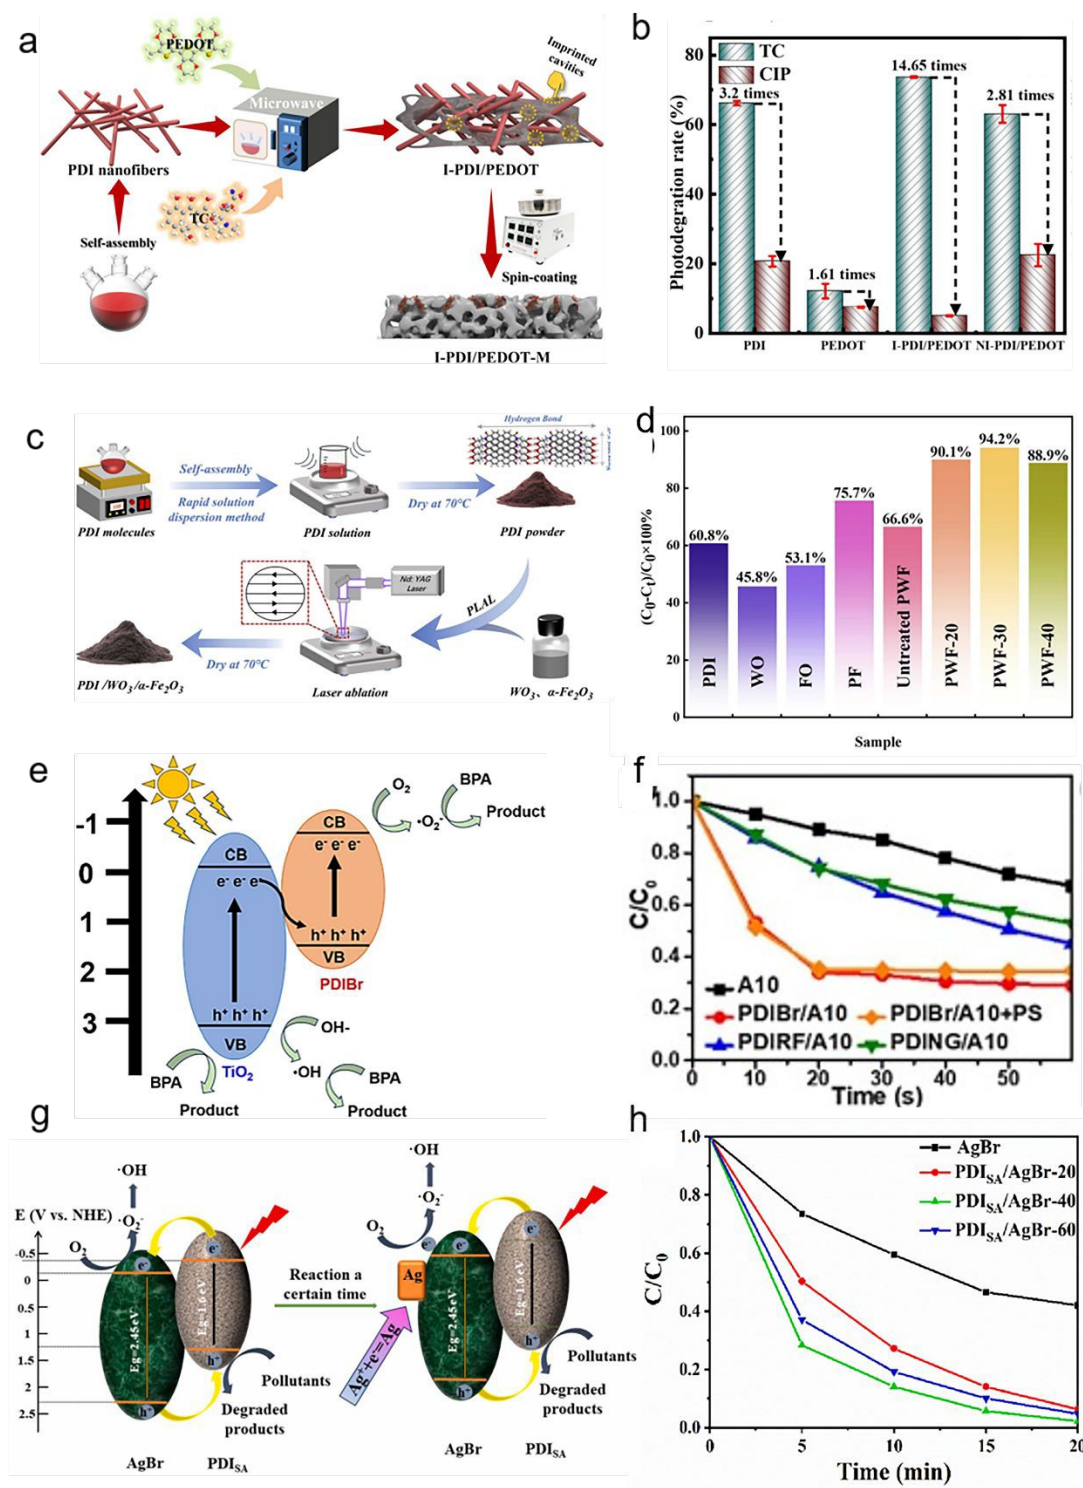 a
PEDOT
Microwave
Imprinted
cavities
PDI nanofibers
I-PDI/PEDOT
TC
Self-assembly
Spin-coating
I-PDI/PEDOT-M
b
Photodegration rate (%)
80
60
40
20
0
TC
CIP
3.2 times
14.65 times
2.81 times
1.61 times
PDI
PEDOT
I-PDI/PEDOT
NI-PDI/PEDOT
c
Hydrogen Bond
Self-assembly
Rapid solution
dispersion method
Dry at 70°C
PDI molecules
PDI solution
PDI powder
Nd: YAG
Laser
PLAL
Dry at 70°C
PDI /WO3/α-Fe2O3
Laser ablation
WO3、α-Fe2O3
d
(C0-Ct)/C0×100%
100
80
60
40
20
0
60.8%
45.8%
53.1%
75.7%
66.6%
90.1%
94.2%
88.9%
PDI
WO
FO
PF
Untreated PWF
PWF-20
PWF-30
PWF-40
Sample
e
-1
0
1
2
3
CB
e- e- e-
h+ h+ h+
VB
TiO2
CB
e- e- e-
h+ h+ h+
VB
PDIBr
O2
·O2-
BPA
Product
OH-
·OH
BPA
Product
BPA
Product
f
C/C0
1.0
0.8
0.6
0.4
0.2
0.0
A10
PDIBr/A10
PDIBr/A10+PS
PDIRF/A10
PDING/A10
0 10 20 30 40 50
Time (s)
g
E (V vs. NHE)
-0.5
0
0.5
1
1.5
2
2.5
·OH
·O2-
O2
e-
e-
Eg=2.45eV
Eg=1.6eV
h+
h+
Pollutants
Degraded
products
AgBr
PDISA
Reaction a
certain time
·OH
·O2-
O2
e-
e-
e-
Ag
Ag++e-=Ag
Eg=2.45eV
Eg=1.6eV
h+
h+
Pollutants
Degraded
products
AgBr
PDISA
h
C/C0
1.0
0.8
0.6
0.4
0.2
0.0
AgBr
PDISA/AgBr-20
PDISA/AgBr-40
PDISA/AgBr-60
0 5 10 15 20
Time (min)